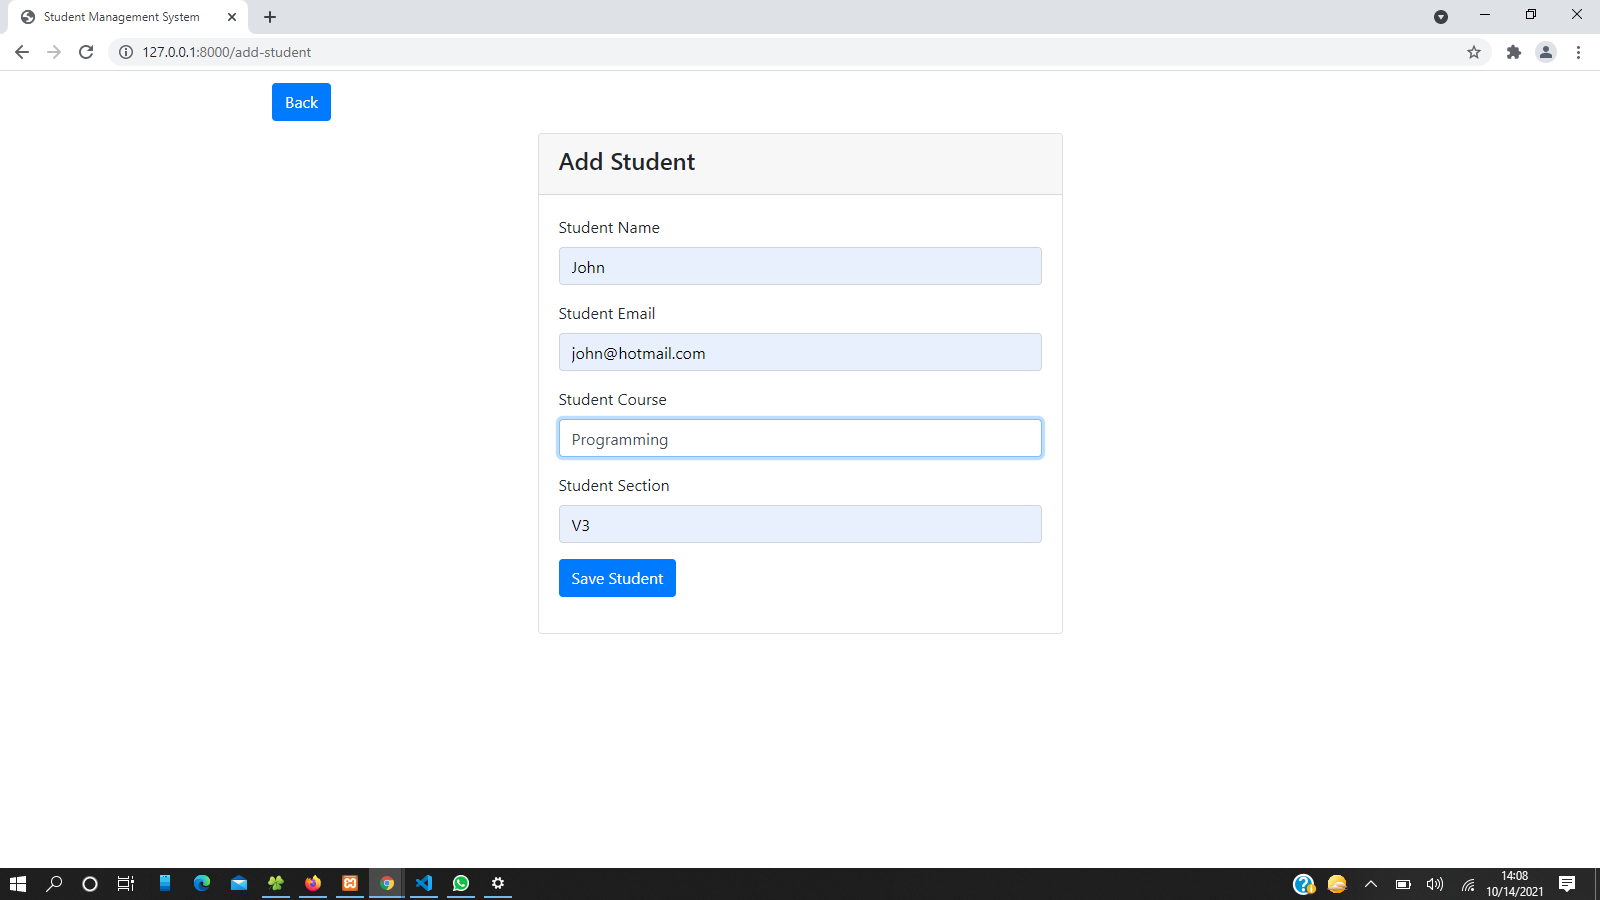 Student Management System
127.0.0.1:8000/add-student
Back
Add Student
Student Name
John
Student Email
john@hotmail.com
Student Course
Programming
Student Section
V3
Save Student
14:08
10/14/2021